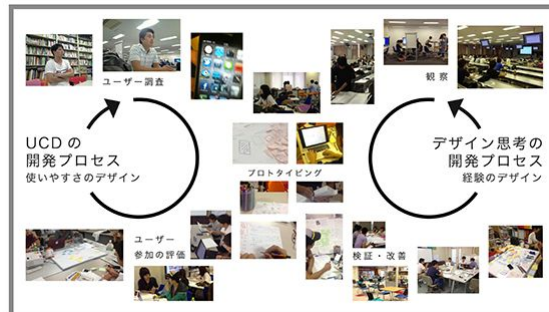 ユーザー調査
観察
UCDの
開発プロセス
使いやすさのデザイン
デザイン思考の
開発プロセス
経験のデザイン
プロトタイピング
ユーザー
参加の評価
検証・改善